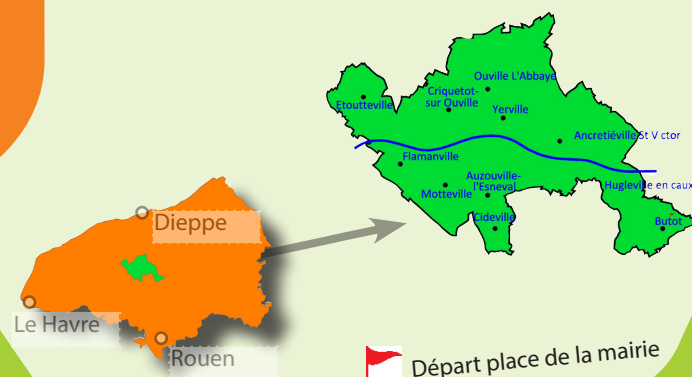 Ouville L'Abbaye
Criquetot-
sur Ouville
Etoutteville
Yerville
Ancretiéville St V ctor
Flamanville
Auzouville-
l'Esneval
Motteville
Hugleville en caux
Cideville
Butot
Dieppe
Le Havre
Rouen
Départ place de la mairie